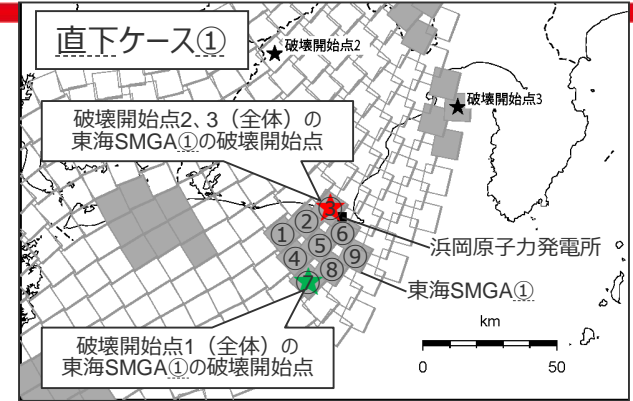 直下ケース①
破壊開始点2
破壊開始点3
破壊開始点2、3（全体）の
東海SMGA①の破壊開始点
3
2
1
6
5
4
9
8
7
浜岡原子力発電所
東海SMGA①
破壊開始点1（全体）の
東海SMGA①の破壊開始点
km
0 50